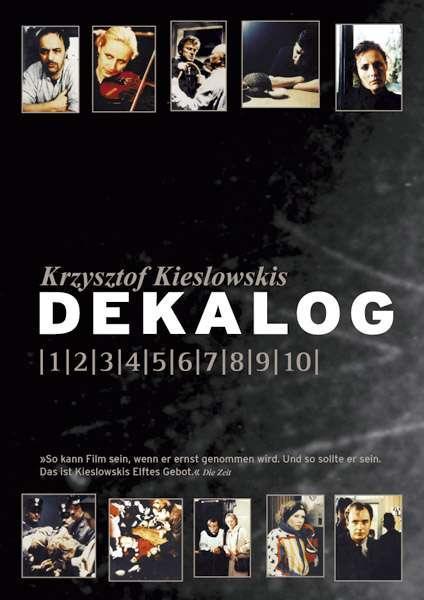 Krzysztof Kieslowskis
DEKALOG
|1|2|3|4|5|6|7|8|9|10|
»So kann Film sein, wenn er ernst genommen wird. Und so sollte er sein.
Das ist Kieslowskis Elftes Gebot.« Die Zeit